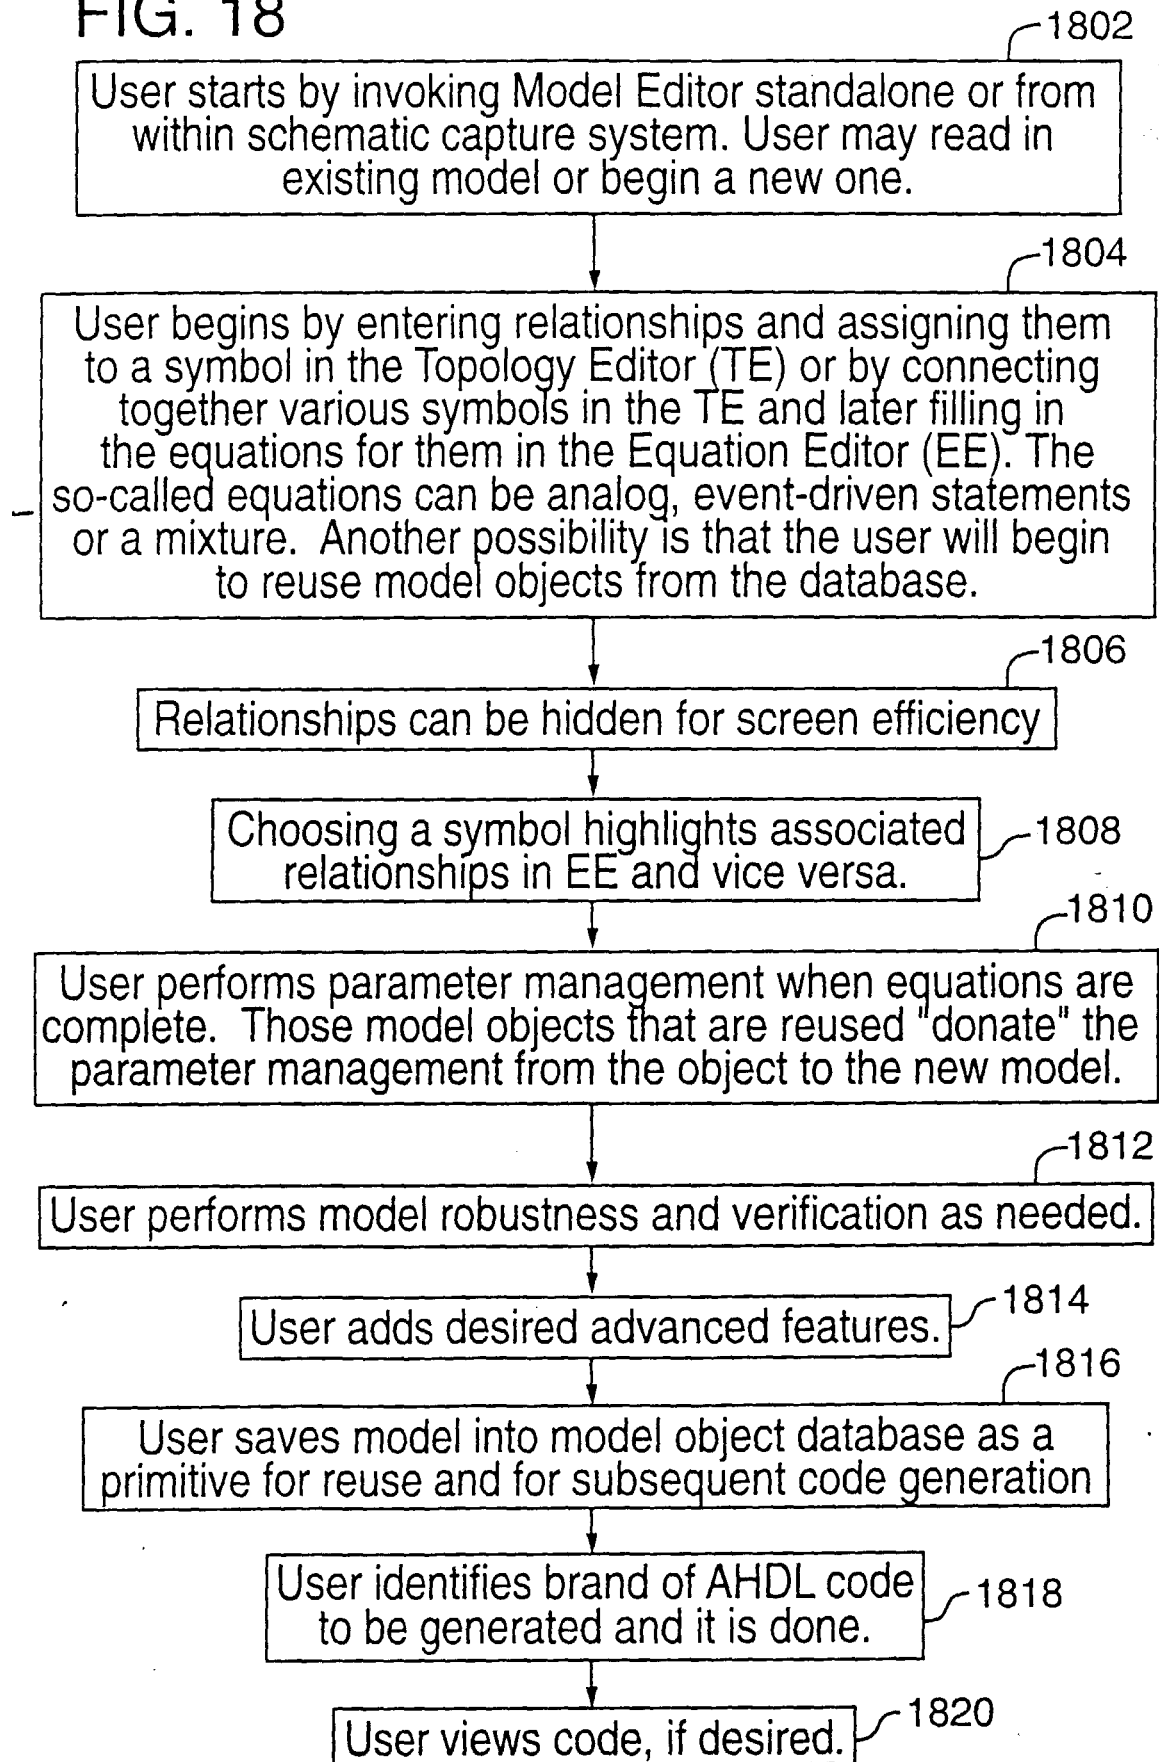 FIG. 18
1802
User starts by invoking Model Editor standalone or from
within schematic capture system. User may read in
existing model or begin a new one.
1804
User begins by entering relationships and assigning them
to a symbol in the Topology Editor (TE) or by connecting
together various symbols in the TE and later filling in
the equations for them in the Equation Editor (EE). The
so-called equations can be analog, event-driven statements
or a mixture. Another possibility is that the user will begin
to reuse model objects from the database.
1806
Relationships can be hidden for screen efficiency
Choosing a symbol highlights associated
relationships in EE and vice versa.
1808
1810
User performs parameter management when equations are
complete. Those model objects that are reused "donate" the
parameter management from the object to the new model.
1812
User performs model robustness and verification as needed.
User adds desired advanced features.
1814
1816
User saves model into model object database as a
primitive for reuse and for subsequent code generation
User identifies brand of AHDL code
to be generated and it is done.
1818
User views code, if desired.
1820